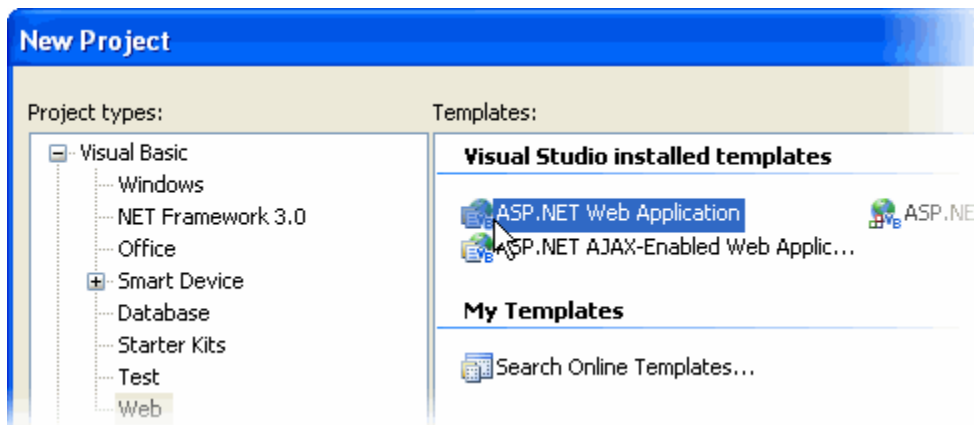 New Project
Project types:
Visual Basic
Windows
NET Framework 3.0
Office
Smart Device
Database
Starter Kits
Test
Web
Templates:
Visual Studio installed templates
ASP.NET Web Application
ASP.NE
ASP.NET AJAX-Enabled Web Applic...
My Templates
Search Online Templates...